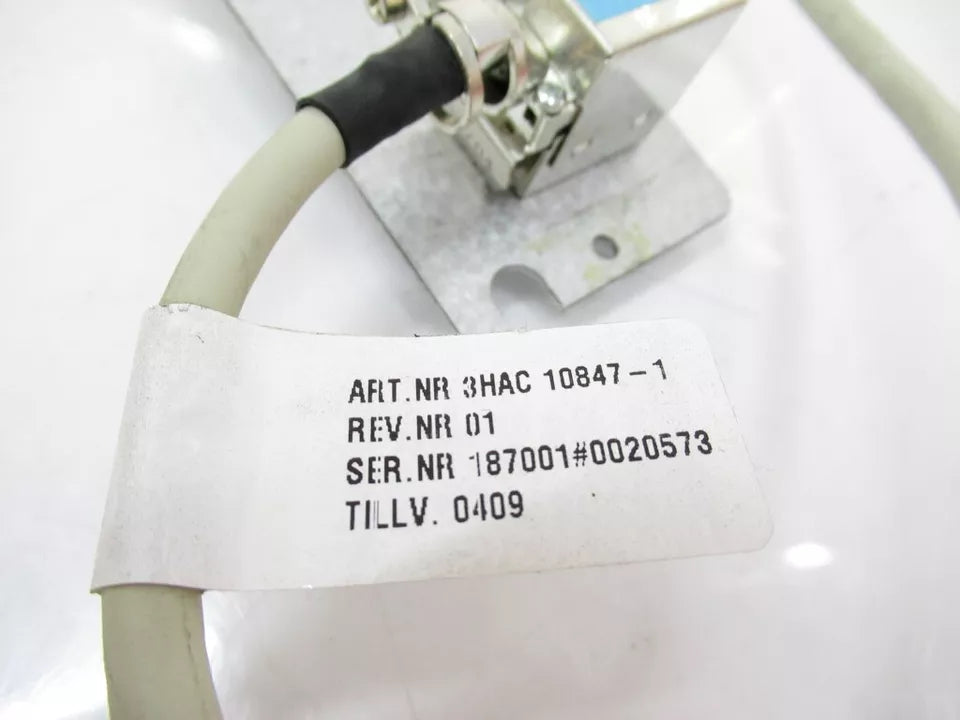 ART.NR 3HAC 10847-1
REV.NR 01
SER.NR 187001#0020573
TILLV. 0409